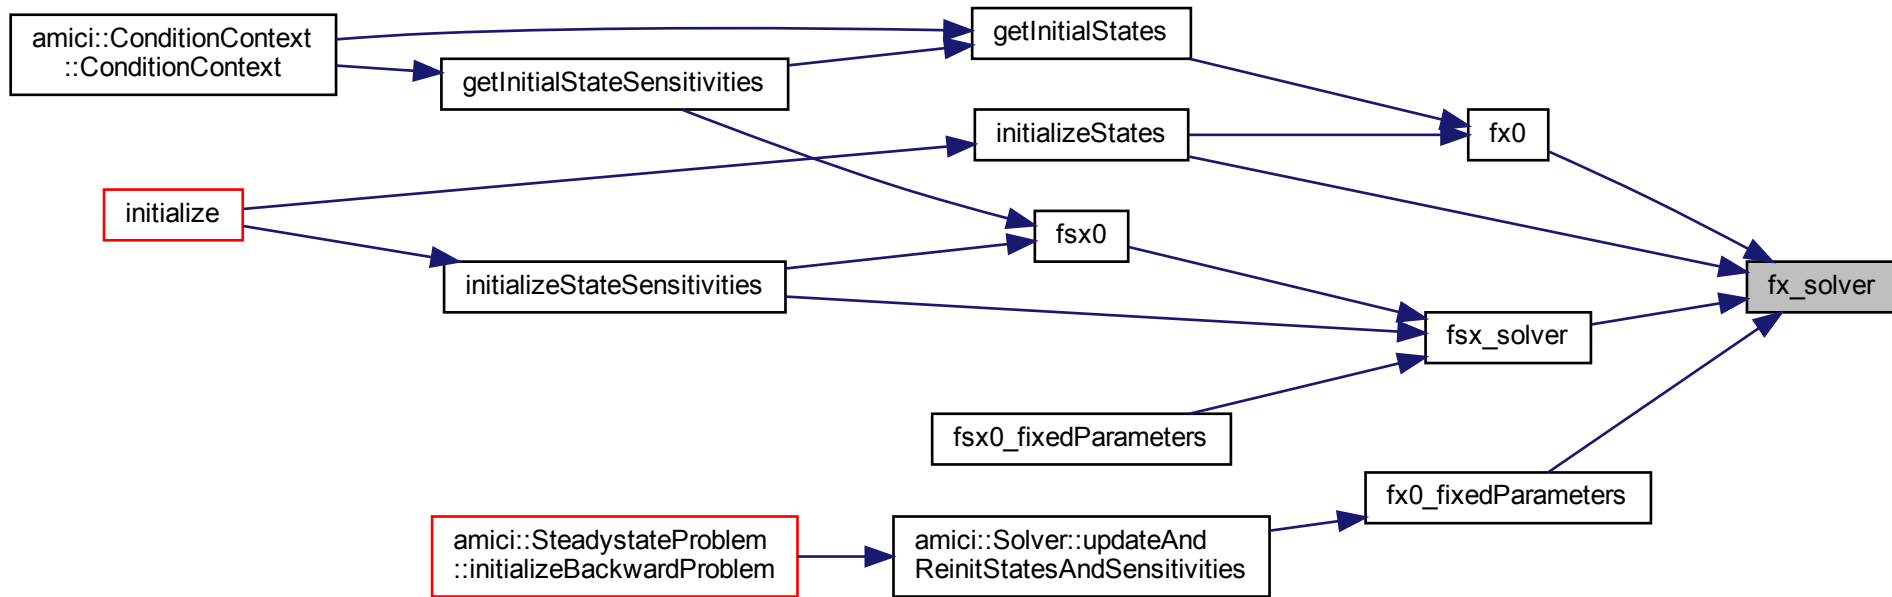 amici::ConditionContext
::ConditionContext
getInitialStates
getInitialStateSensitivities
initializeStates
fx0
initialize
fsx0
initializeStateSensitivities
fx_solver
fsx_solver
fsx0_fixedParameters
fx0_fixedParameters
amici::SteadystateProblem
::initializeBackwardProblem
amici::Solver::updateAnd
ReinitStatesAndSensitivities